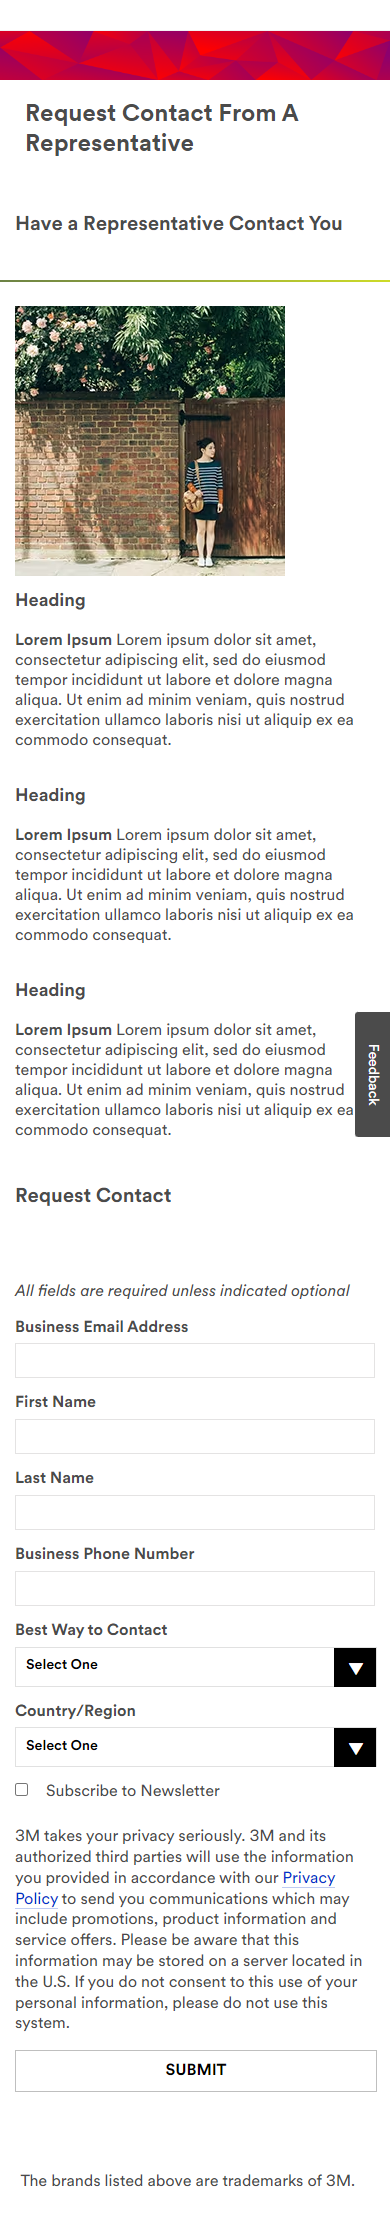 Request Contact From A
Representative
Have a Representative Contact You
Heading
Lorem Ipsum Lorem ipsum dolor sit amet,
consectetur adipiscing elit, sed do eiusmod
tempor incididunt ut labore et dolore magna
aliqua. Ut enim ad minim veniam, quis nostrud
exercitation ullamco laboris nisi ut aliquip ex ea
commodo consequat.
Heading
Lorem Ipsum Lorem ipsum dolor sit amet,
consectetur adipiscing elit, sed do eiusmod
tempor incididunt ut labore et dolore magna
aliqua. Ut enim ad minim veniam, quis nostrud
exercitation ullamco laboris nisi ut aliquip ex ea
commodo consequat.
Heading
Lorem Ipsum Lorem ipsum dolor sit amet,
consectetur adipiscing elit, sed do eiusmod
tempor incididunt ut labore et dolore magna
aliqua. Ut enim ad minim veniam, quis nostrud
exercitation ullamco laboris nisi ut aliquip ex ea
commodo consequat.
Feedback
Request Contact
All fields are required unless indicated optional
Business Email Address
First Name
Last Name
Business Phone Number
Best Way to Contact
Select One
Country/Region
Select One
Subscribe to Newsletter
3M takes your privacy seriously. 3M and its
authorized third parties will use the information
you provided in accordance with our Privacy
Policy to send you communications which may
include promotions, product information and
service offers. Please be aware that this
information may be stored on a server located in
the U.S. If you do not consent to this use of your
personal information, please do not use this
system.
SUBMIT
The brands listed above are trademarks of 3M.